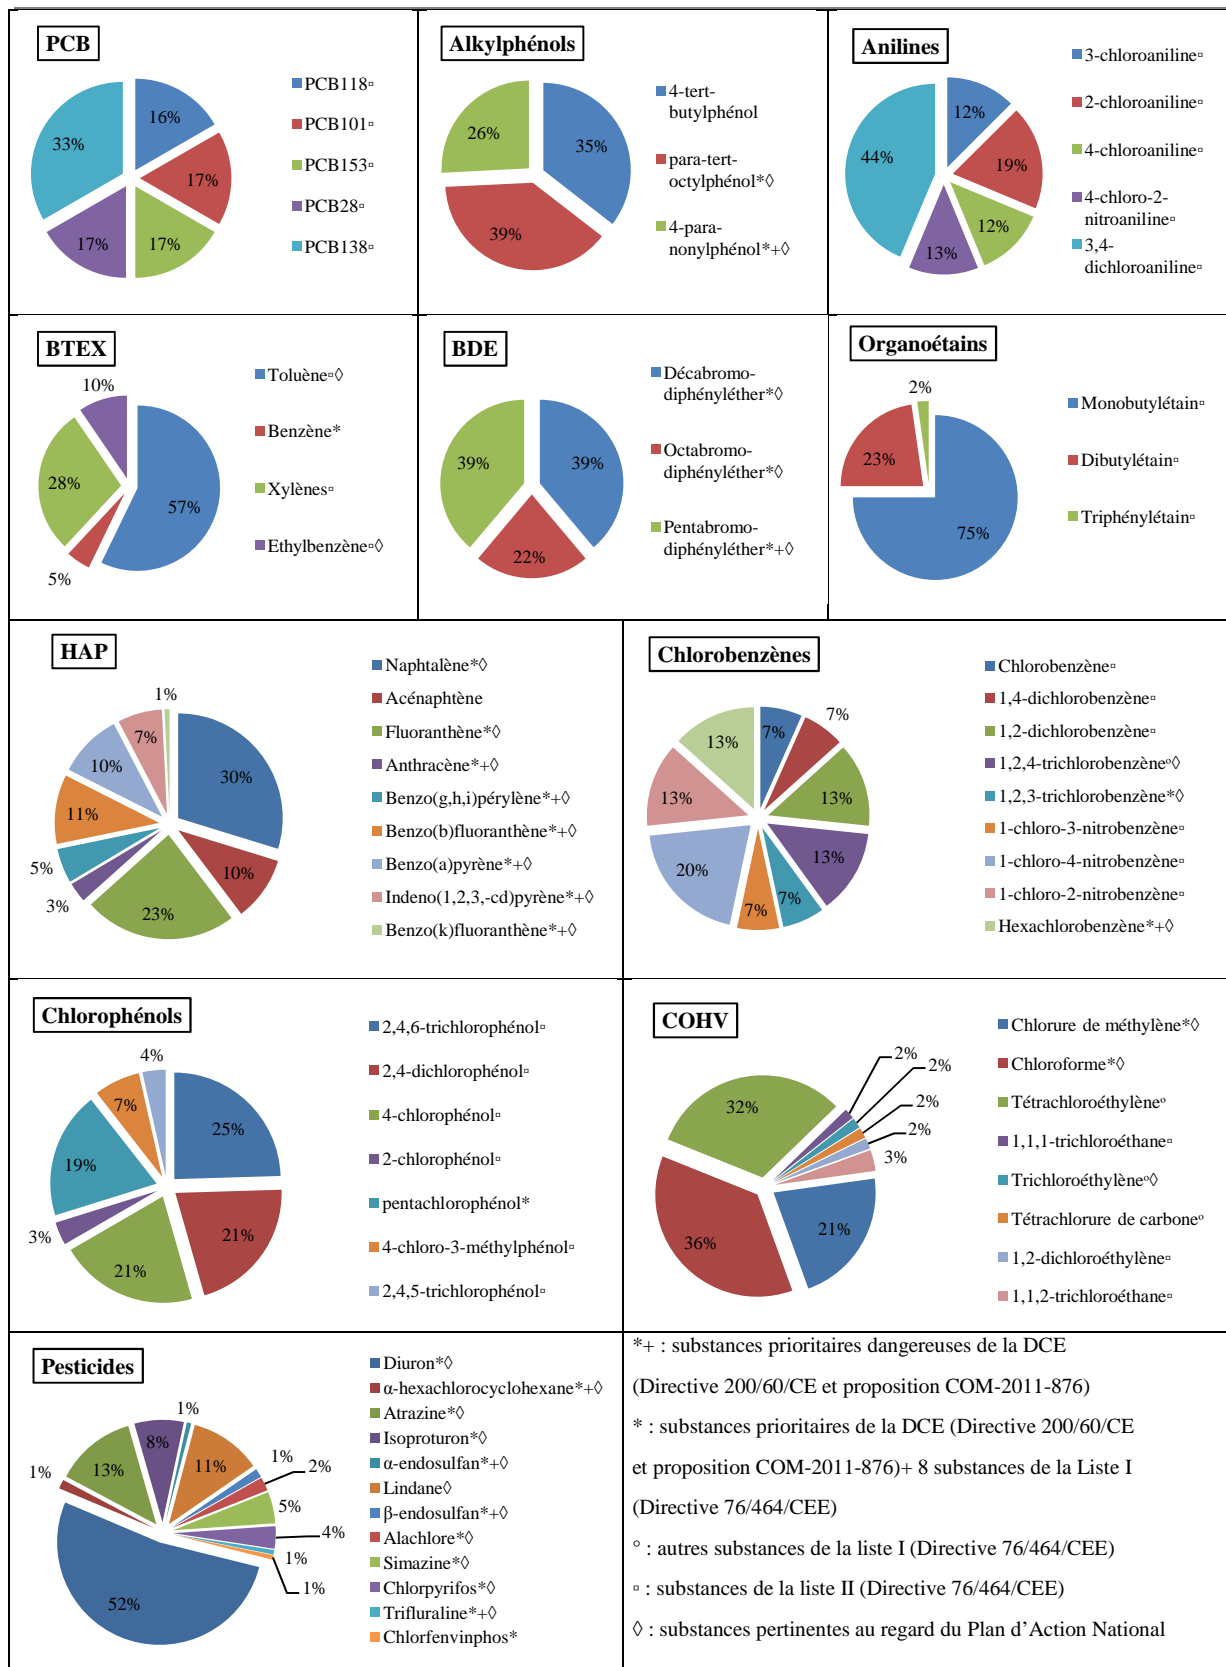 PCB
16%
17%
17%
17%
33%
PCB118▫
PCB101▫
PCB153▫
PCB28▫
PCB138▫
Alkylphénols
35%
39%
26%
4-tert-
butylphénol
para-tert-
octylphénol*◊
4-para-
nonylphénol*+◊
Anilines
12%
19%
12%
13%
44%
3-chloroaniline▫
2-chloroaniline▫
4-chloroaniline▫
4-chloro-2-
nitroaniline▫
3,4-
dichloroaniline▫
BTEX
10%
28%
57%
5%
Toluène▫◊
Benzène*
Xylènes▫
Ethylbenzène▫◊
BDE
39%
39%
22%
Décabromo-
diphényléther*◊
Octabromo-
diphényléther*◊
Pentabromo-
diphényléther*+◊
Organoétains
2%
23%
75%
Monobutylétain▫
Dibutylétain▫
Triphénylétain▫
HAP
1%
7%
10%
11%
5%
3%
23%
10%
30%
Naphtalène*◊
Acénaphtène
Fluoranthène*◊
Anthracène*+◊
Benzo(g,h,i)pérylène*+◊
Benzo(b)fluoranthène*+◊
Benzo(a)pyrène*+◊
Indeno(1,2,3,-cd)pyrène*+◊
Benzo(k)fluoranthène*+◊
Chlorobenzènes
7%
7%
13%
13%
7%
7%
20%
13%
13%
Chlorobenzène▫
1,4-dichlorobenzène▫
1,2-dichlorobenzène▫
1,2,4-trichlorobenzène°◊
1,2,3-trichlorobenzène*◊
1-chloro-3-nitrobenzène▫
1-chloro-4-nitrobenzène▫
1-chloro-2-nitrobenzène▫
Hexachlorobenzène*+◊
Chlorophénols
4%
7%
19%
3%
21%
21%
25%
2,4,6-trichlorophénol▫
2,4-dichlorophénol▫
4-chlorophénol▫
2-chlorophénol▫
pentachlorophénol*
4-chloro-3-méthylphénol▫
2,4,5-trichlorophénol▫
COHV
32%
2%
2%
2%
2%
3%
21%
36%
Chlorure de méthylène*◊
Chloroforme*◊
Tétrachloroéthylène°
1,1,1-trichloroéthane▫
Trichloroéthylène°◊
Tétrachlorure de carbone°
1,2-dichloroéthylène▫
1,1,2-trichloroéthane▫
Pesticides
1%
8%
13%
1%
11%
1%
2%
5%
4%
1%
1%
52%
Diuron*◊
α-hexachlorocyclohexane*+◊
Atrazine*◊
Isoproturon*◊
α-endosulfan*+◊
Lindane◊
β-endosulfan*+◊
Alachlore*◊
Simazine*◊
Chlorpyrifos*◊
Trifluraline*+◊
Chlorfenvinphos*
*+ : substances prioritaires dangereuses de la DCE
(Directive 200/60/CE et proposition COM-2011-876)
* : substances prioritaires de la DCE (Directive 200/60/CE
et proposition COM-2011-876)+ 8 substances de la Liste I
(Directive 76/464/CEE)
° : autres substances de la liste I (Directive 76/464/CEE)
▫ : substances de la liste II (Directive 76/464/CEE)
◊ : substances pertinentes au regard du Plan d’Action National